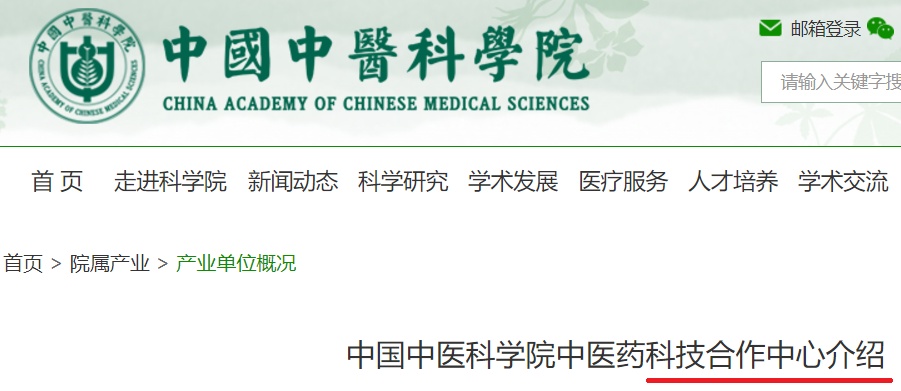 中國中醫科學院
CHINA ACADEMY OF CHINESE MEDICAL SCIENCES
中國中醫科學院
CHINA ACADEMY OF CHINESE MEDICAL SCIENCES
邮箱登录
请输入关键字搜
首 页 走进科学院 新闻动态 科学研究 学术发展 医疗服务 人才培养 学术交流
首页 > 院属产业 > 产业单位概况
中国中医科学院中医药科技合作中心介绍